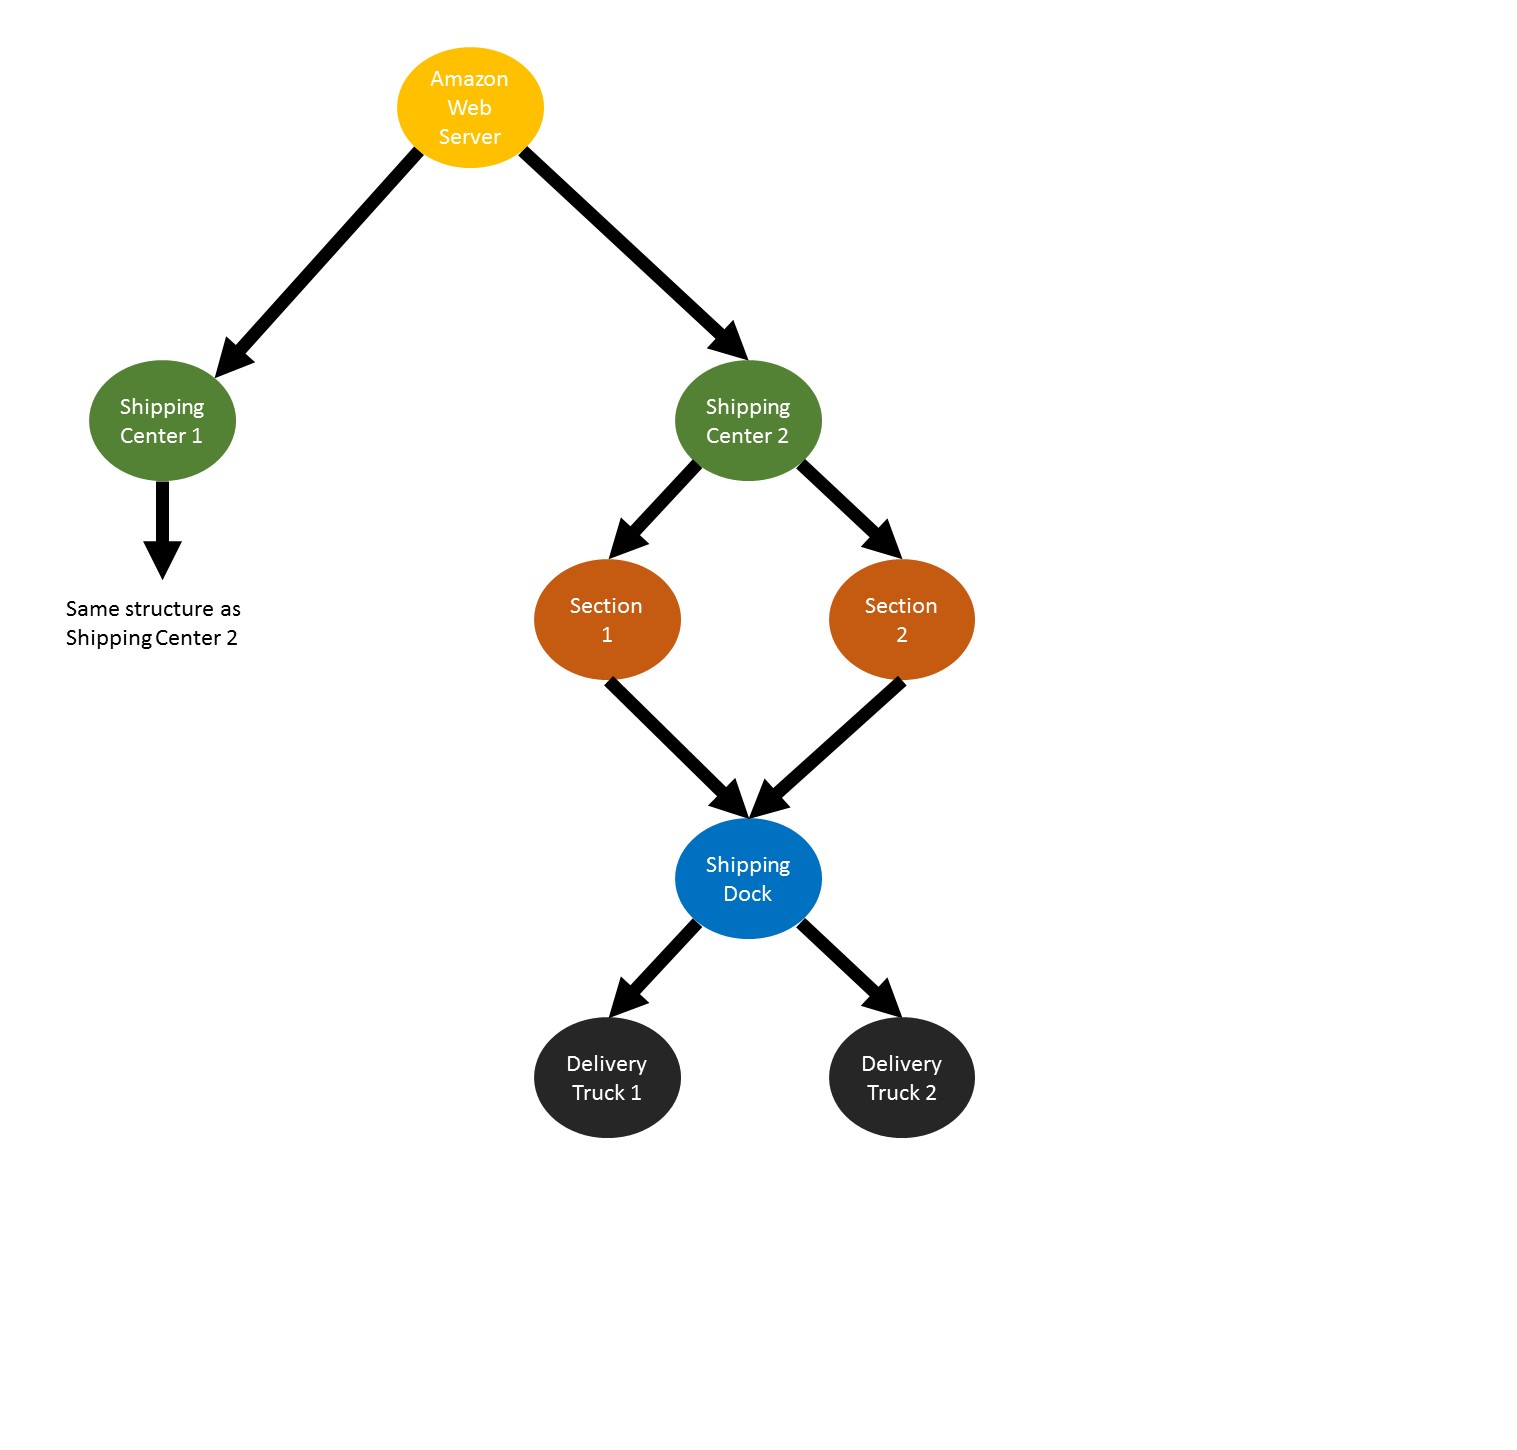 Amazon
Web
Server
Shipping
Center 1
Shipping
Center 2
Same structure as
Shipping Center 2
Section
1
Section
2
Shipping
Dock
Delivery
Truck 1
Delivery
Truck 2